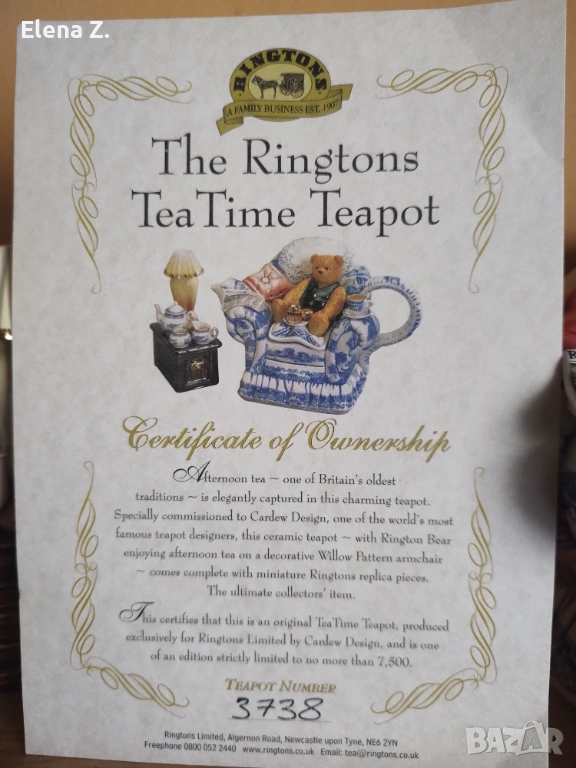 Elena Z.
RINGTONS
A FAMILY BUSINESS EST. 1907
The Ringtons
TeaTime Teapot
Certificate of Ownership
Afternoon tea ~ one of Britain's oldest
traditions ~ is elegantly captured in this charming teapot.
Specially commissioned to Cardew Design, one of the world's most
famous teapot designers, this ceramic teapot ~ with Rington Bear
enjoying afternoon tea on a decorative Willow Pattern armchair
~ comes complete with miniature Ringtons replica pieces.
The ultimate collectors' item.
This certifies that this is an original TeaTime Teapot, produced
exclusively for Ringtons Limited by Cardew Design, and is one
of an edition strictly limited to no more than 7,500.
TEAPOT NUMBER
3738
Ringtons Limited, Algernon Road, Newcastle upon Tyne, NE6 2YN
Freephone 0800 052 2440 www.ringtons.co.uk Email: tea@ringtons.co.uk
BAZAR